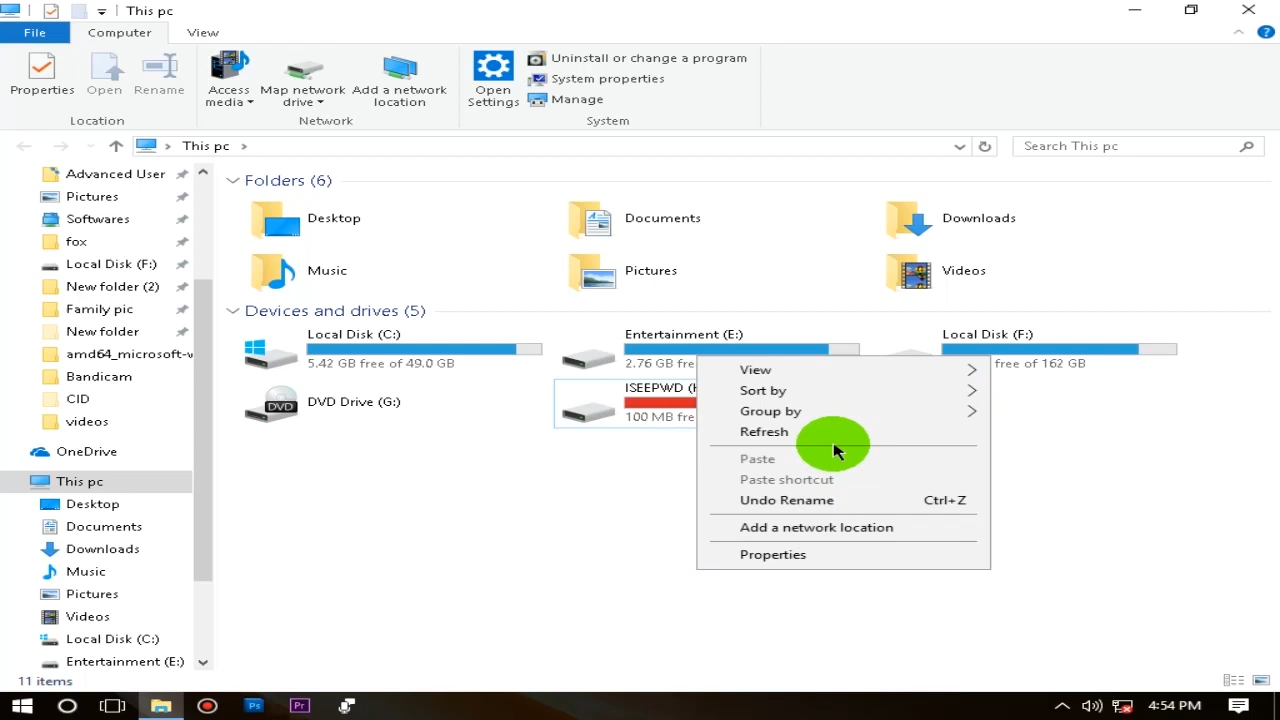 This pc
File
Computer
View
Properties
Open
Rename
Location
Access media
Map network drive
Add a network location
Network
Open Settings
Uninstall or change a program
System properties
Manage
System
This pc
Search This pc
Advanced User
Pictures
Softwares
fox
Local Disk (F:)
New folder (2)
Family pic
New folder
amd64_microsoft-v
Bandicam
CID
videos
OneDrive
This pc
Desktop
Documents
Downloads
Music
Pictures
Videos
Local Disk (C:)
Entertainment (E:)
Folders (6)
Desktop
Documents
Downloads
Music
Pictures
Videos
Devices and drives (5)
Local Disk (C:)
5.42 GB free of 49.0 GB
Entertainment (E:)
2.76 GB fre
Local Disk (F:)
free of 162 GB
DVD
DVD Drive (G:)
ISEEPWD (H
100 MB fre
View
Sort by
Group by
Refresh
Paste
Paste shortcut
Undo Rename Ctrl+Z
Add a network location
Properties
11 items
Ps
Pr
4:54 PM